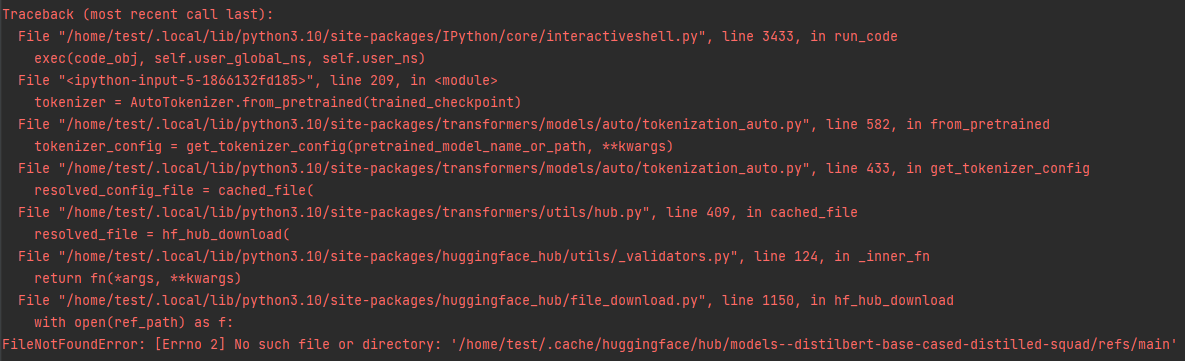 Traceback (most recent call last):
  File "/home/test/.local/lib/python3.10/site-packages/IPython/core/interactiveshell.py", line 3433, in run_code
    exec(code_obj, self.user_global_ns, self.user_ns)
  File "<ipython-input-5-1866132fd185>", line 209, in <module>
    tokenizer = AutoTokenizer.from_pretrained(trained_checkpoint)
  File "/home/test/.local/lib/python3.10/site-packages/transformers/models/auto/tokenization_auto.py", line 582, in from_pretrained
    tokenizer_config = get_tokenizer_config(pretrained_model_name_or_path, **kwargs)
  File "/home/test/.local/lib/python3.10/site-packages/transformers/models/auto/tokenization_auto.py", line 433, in get_tokenizer_config
    resolved_config_file = cached_file(
  File "/home/test/.local/lib/python3.10/site-packages/transformers/utils/hub.py", line 409, in cached_file
    resolved_file = hf_hub_download(
  File "/home/test/.local/lib/python3.10/site-packages/huggingface_hub/utils/_validators.py", line 124, in _inner_fn
    return fn(*args, **kwargs)
  File "/home/test/.local/lib/python3.10/site-packages/huggingface_hub/file_download.py", line 1150, in hf_hub_download
    with open(ref_path) as f:
FileNotFoundError: [Errno 2] No such file or directory: '/home/test/.cache/huggingface/hub/models--distilbert-base-cased-distilled-squad/refs/main'